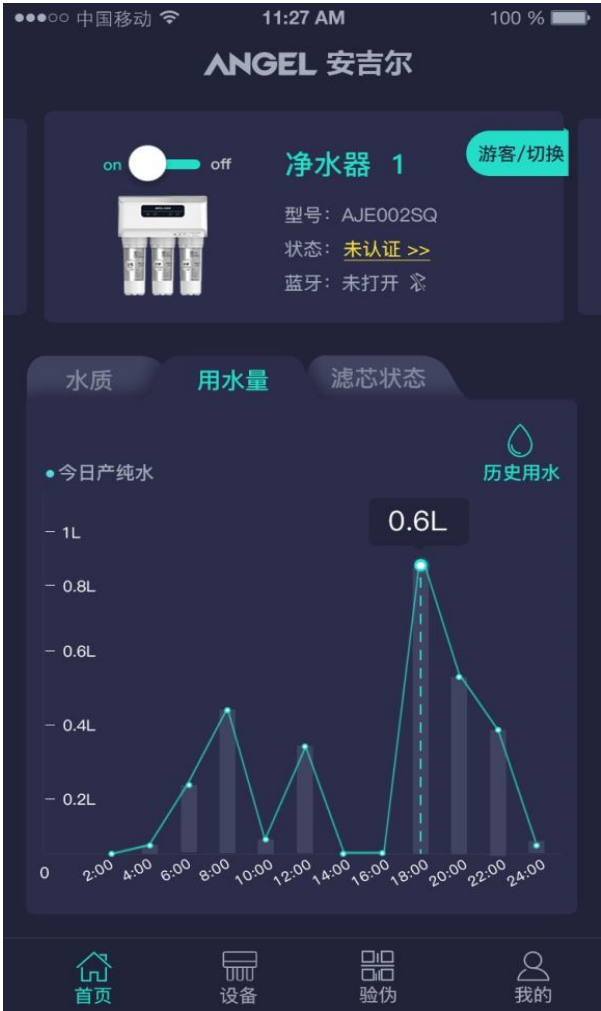 中国移动 11:27 AM 100 %
ANGEL 安吉尔
on off
净水器 1
游客/切换
型号：AJE002SQ
状态：未认证 >>
蓝牙：未打开
水质 用水量 滤芯状态
今日产纯水
历史用水
0.6L
1L
0.8L
0.6L
0.4L
0.2L
0 2:00 4:00 6:00 8:00 10:00 12:00 14:00 16:00 18:00 20:00 22:00 24:00
首页 设备 验伪 我的